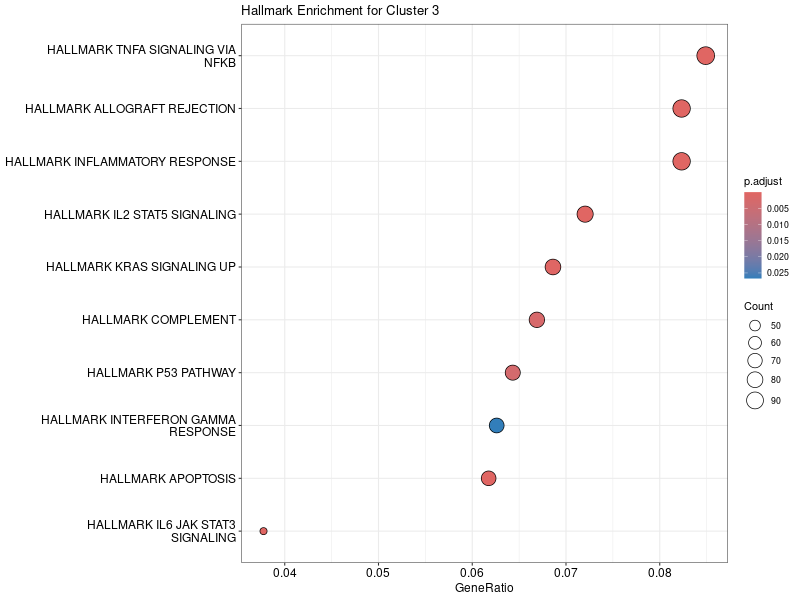 Hallmark Enrichment for Cluster 3
HALLMARK TNFA SIGNALING VIA
NFKB
HALLMARK ALLOGRAFT REJECTION
HALLMARK INFLAMMATORY RESPONSE
HALLMARK IL2 STAT5 SIGNALING
HALLMARK KRAS SIGNALING UP
HALLMARK COMPLEMENT
HALLMARK P53 PATHWAY
HALLMARK INTERFERON GAMMA
RESPONSE
HALLMARK APOPTOSIS
HALLMARK IL6 JAK STAT3
SIGNALING
0.04 0.05 0.06 0.07 0.08
GeneRatio
p.adjust
0.005
0.010
0.015
0.020
0.025
Count
50
60
70
80
90